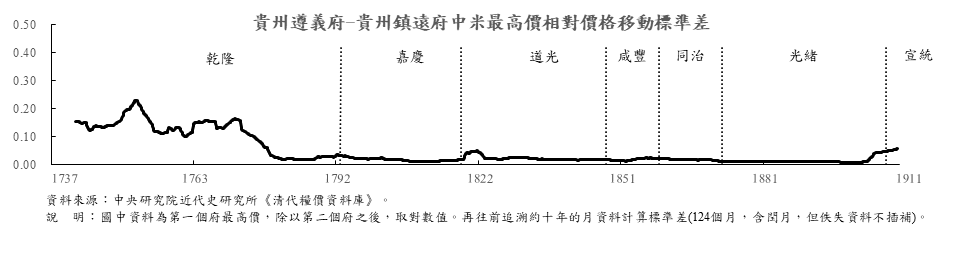 貴州遵義府-貴州鎮遠府中米最高價相對價格移動標準差
0.50
0.40
0.30
0.20
0.10
0.00
乾隆 嘉慶 道光 咸豐 同治 光緒 宣統
1737 1763 1792 1822 1851 1881 1911
資料來源：中央研究院近代史研究所《清代糧價資料庫》。
說　明：圖中資料為第一個府最高價，除以第二個府之後，取對數值。再往前追溯約十年的月資料計算標準差(124個月，含閏月，但佚失資料不插補)。